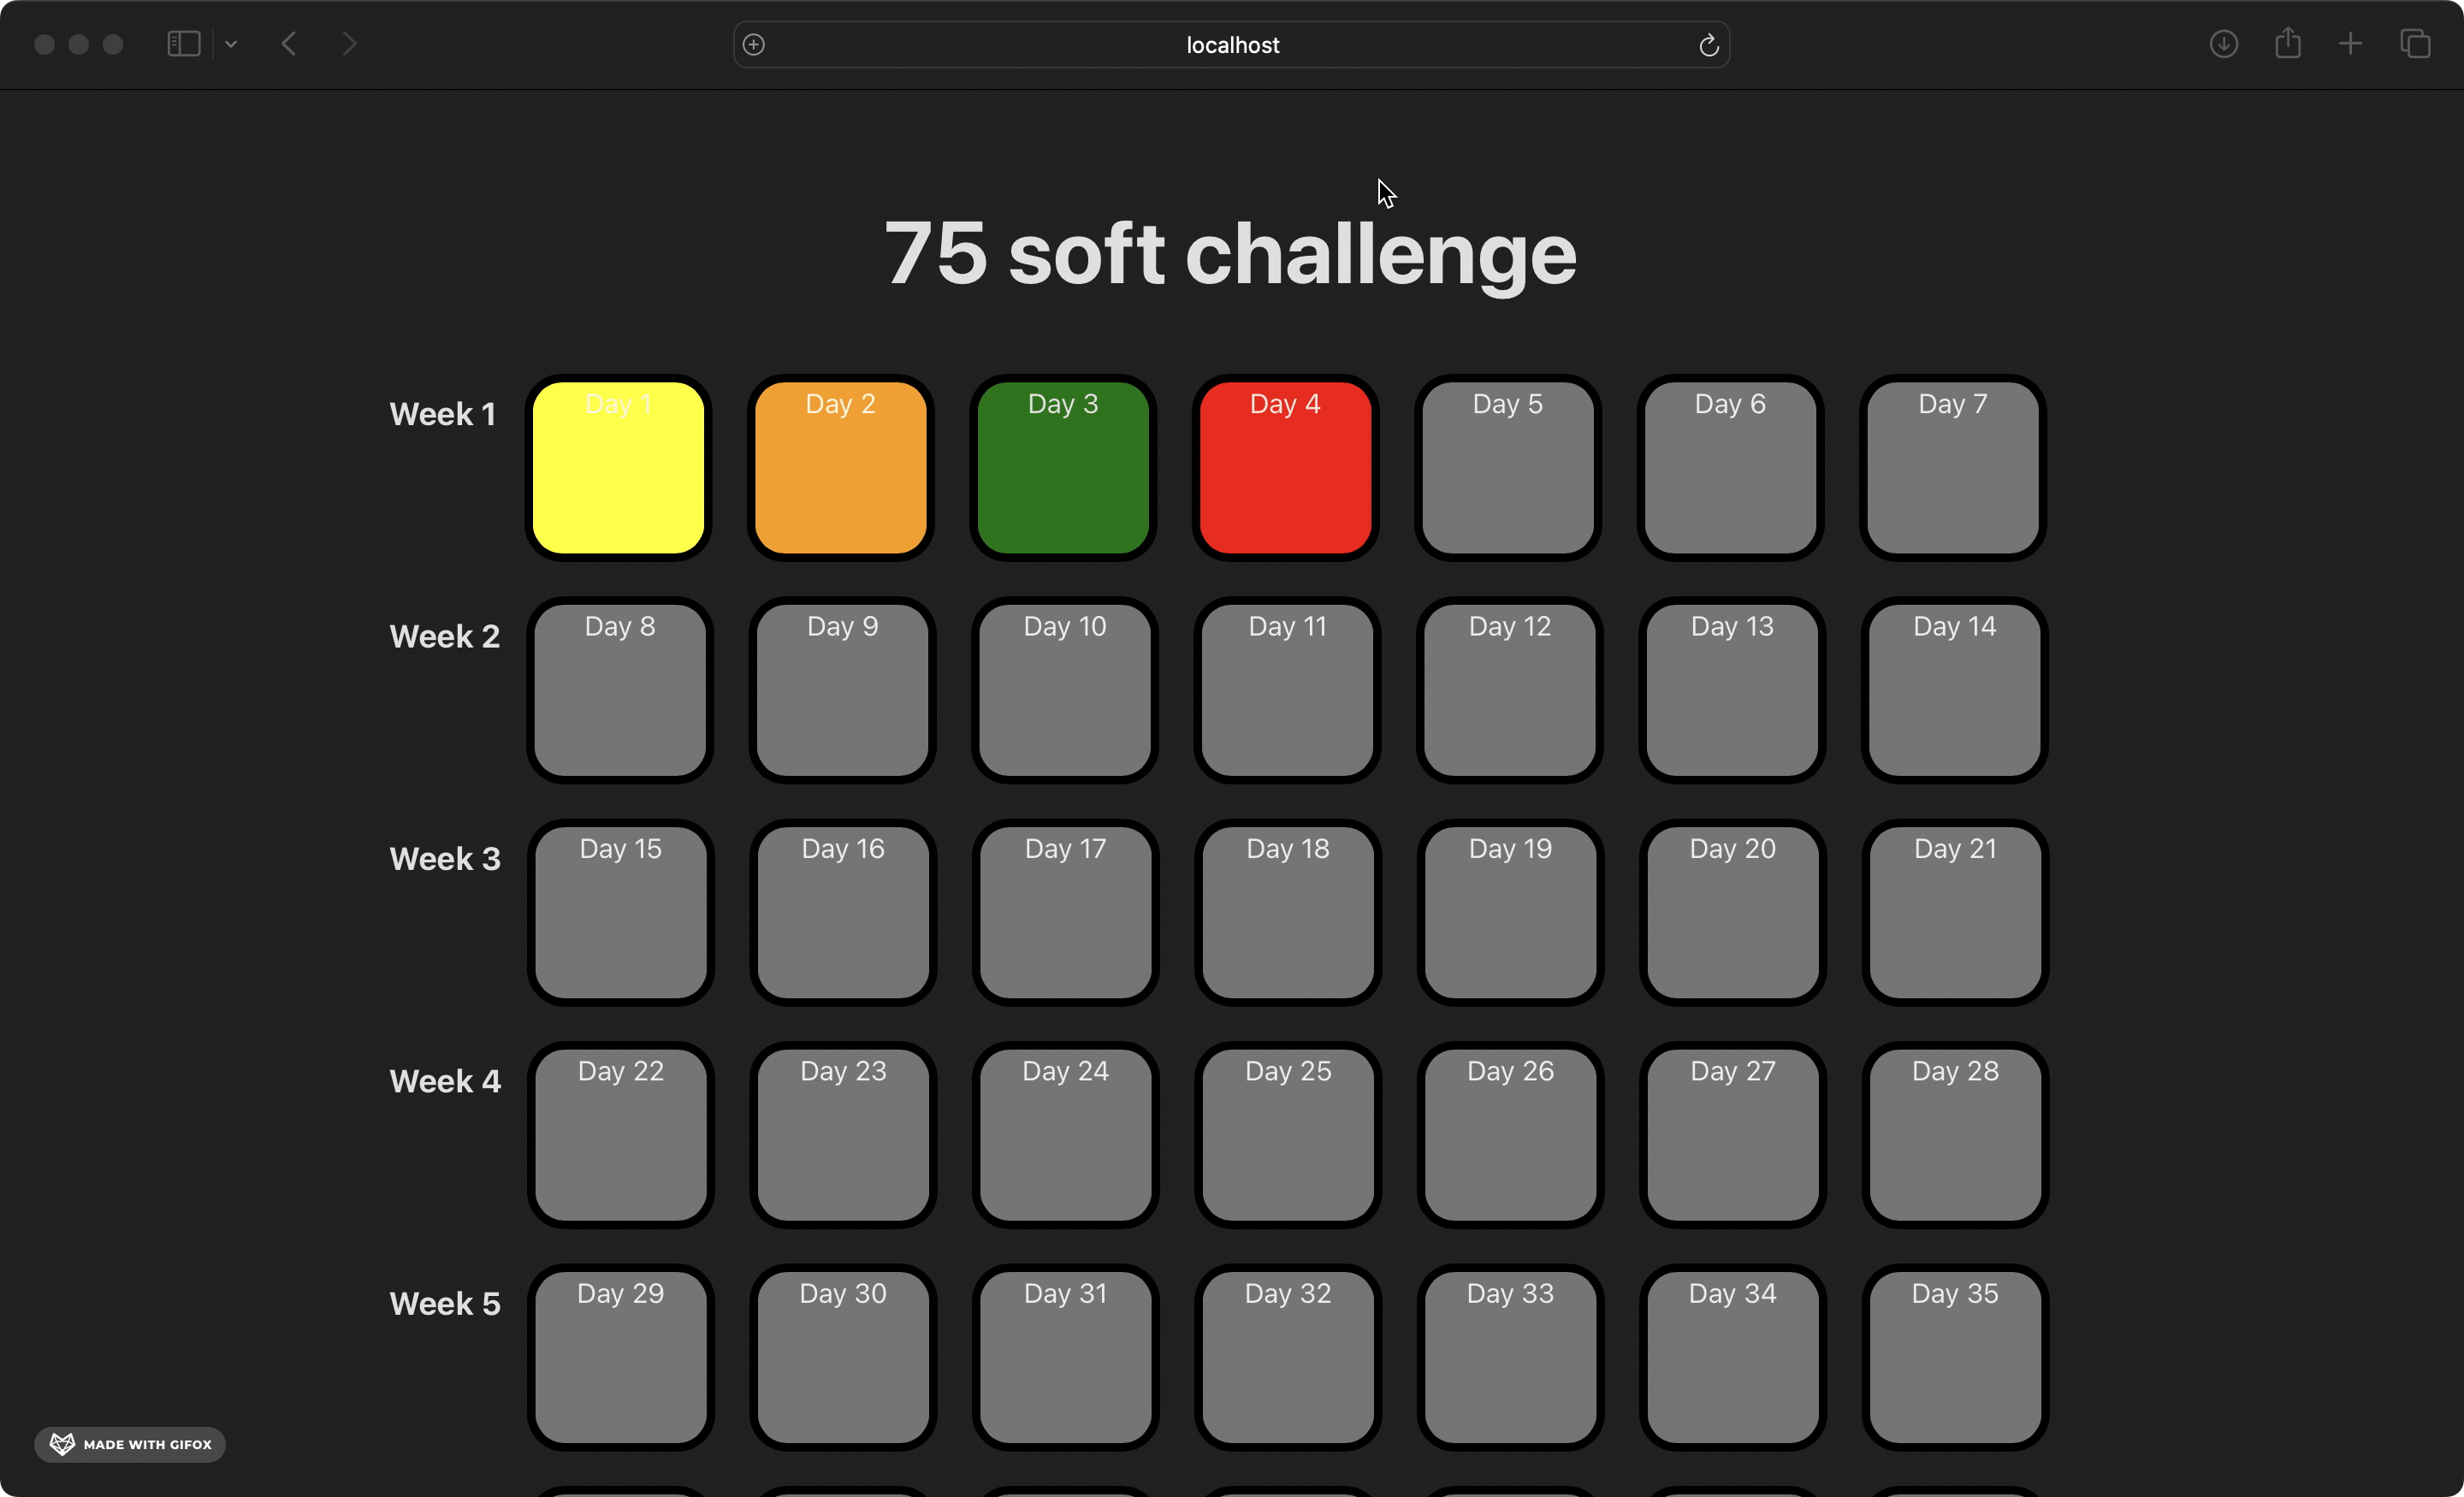 localhost
75 soft challenge
Week 1 Day 1 Day 2 Day 3 Day 4 Day 5 Day 6 Day 7
Week 2 Day 8 Day 9 Day 10 Day 11 Day 12 Day 13 Day 14
Week 3 Day 15 Day 16 Day 17 Day 18 Day 19 Day 20 Day 21
Week 4 Day 22 Day 23 Day 24 Day 25 Day 26 Day 27 Day 28
Week 5 Day 29 Day 30 Day 31 Day 32 Day 33 Day 34 Day 35
MADE WITH GIFOX